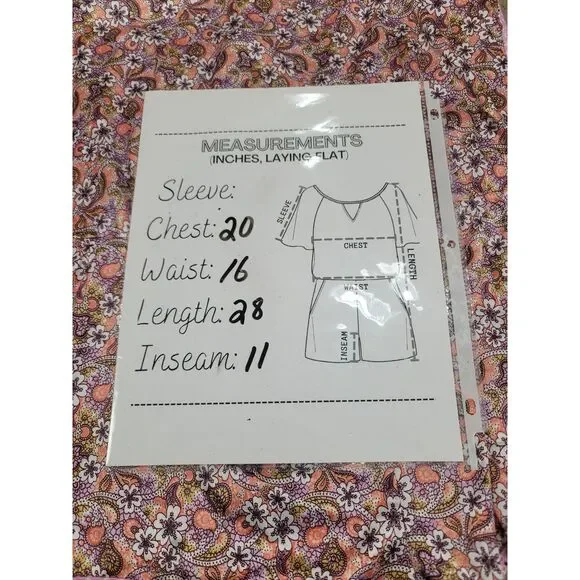 MEASUREMENTS
(INCHES, LAYING FLAT)
Sleeve:
Chest: 20
Waist: 16
Length: 28
Inseam: 11
SLEEVE
CHEST
LENGTH
WAIST
INSEAM